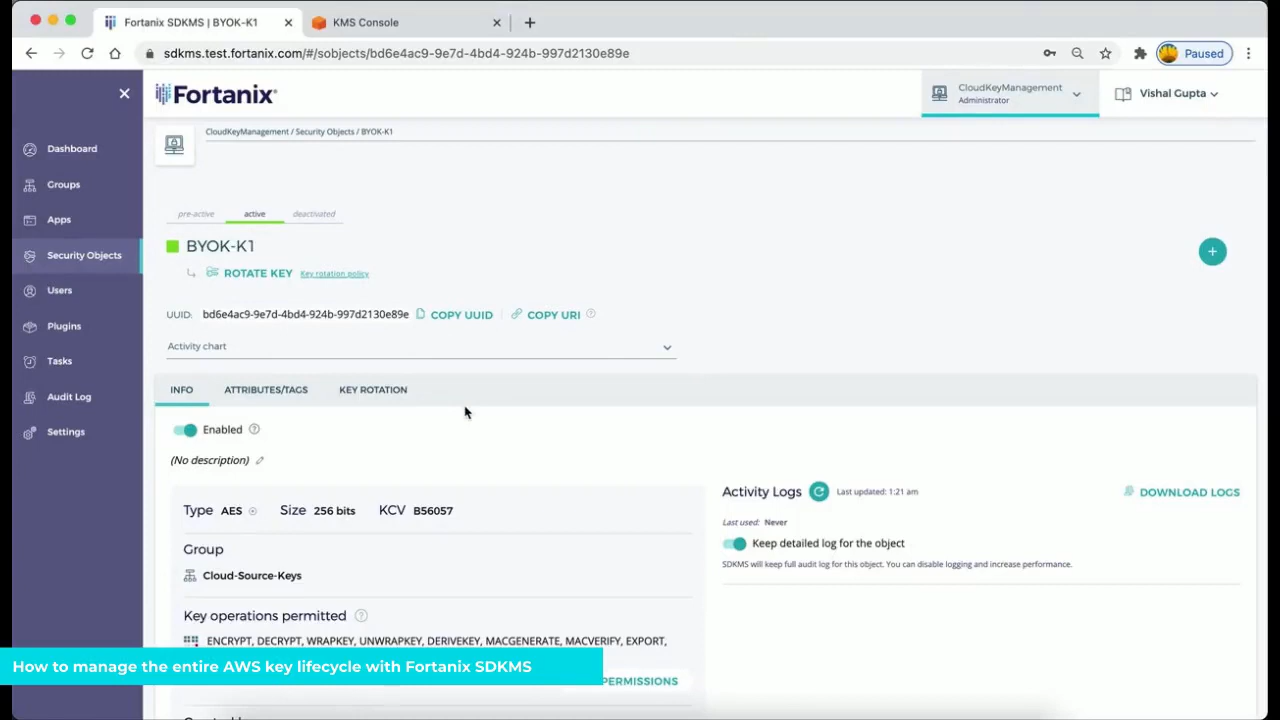 Fortanix SDKMS | BYOK-K1
KMS Console
sdkms.test.fortanix.com/#/sobjects/bd6e4ac9-9e7d-4bd4-924b-997d2130e89e
Paused
Fortanix
CloudKeyManagement
Administrator
Vishal Gupta
CloudKeyManagement / Security Objects / BYOK-K1
Dashboard
Groups
Apps
Security Objects
Users
Plugins
Tasks
Audit Log
Settings
pre-active active deactivated
BYOK-K1
ROTATE KEY Key rotation policy
UUID: bd6e4ac9-9e7d-4bd4-924b-997d2130e89e COPY UUID COPY URI
Activity chart
INFO ATTRIBUTES/TAGS KEY ROTATION
Enabled
(No description)
Type AES Size 256 bits KCV B56057
Group
Cloud-Source-Keys
Key operations permitted
ENCRYPT, DECRYPT, WRAPKEY, UNWRAPKEY, DERIVEKEY, MACGENERATE, MACVERIFY, EXPORT,
PERMISSIONS
Activity Logs Last updated: 1:21 am
DOWNLOAD LOGS
Last used: Never
Keep detailed log for the object
SDKMS will keep full audit log for this object. You can disable logging and increase performance.
How to manage the entire AWS key lifecycle with Fortanix SDKMS